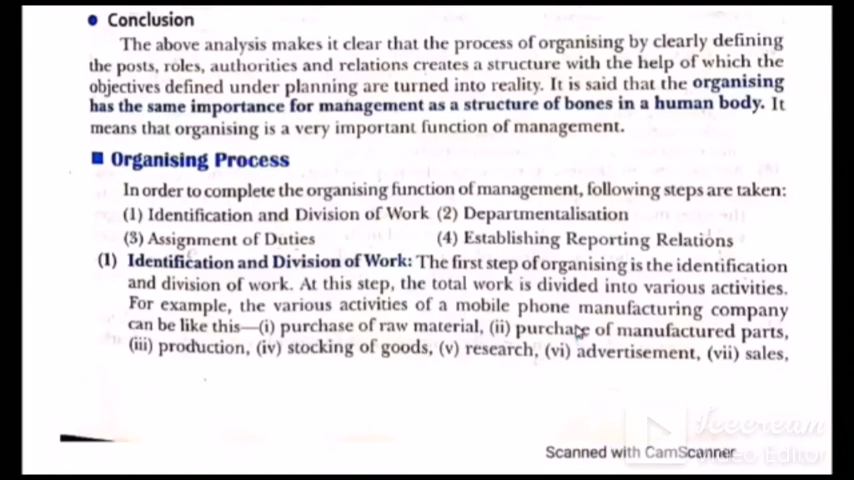 • Conclusion
The above analysis makes it clear that the process of organising by clearly defining
the posts, roles, authorities and relations creates a structure with the help of which the
objectives defined under planning are turned into reality. It is said that the organising
has the same importance for management as a structure of bones in a human body. It
means that organising is a very important function of management.
■ Organising Process
In order to complete the organising function of management, following steps are taken:
(1) Identification and Division of Work (2) Departmentalisation
(3) Assignment of Duties (4) Establishing Reporting Relations
(1) Identification and Division of Work: The first step of organising is the identification
and division of work. At this step, the total work is divided into various activities.
For example, the various activities of a mobile phone manufacturing company
can be like this—(i) purchase of raw material, (ii) purchase of manufactured parts,
(iii) production, (iv) stocking of goods, (v) research, (vi) advertisement, (vii) sales,
Icecream
Video Editor
Scanned with CamScanner